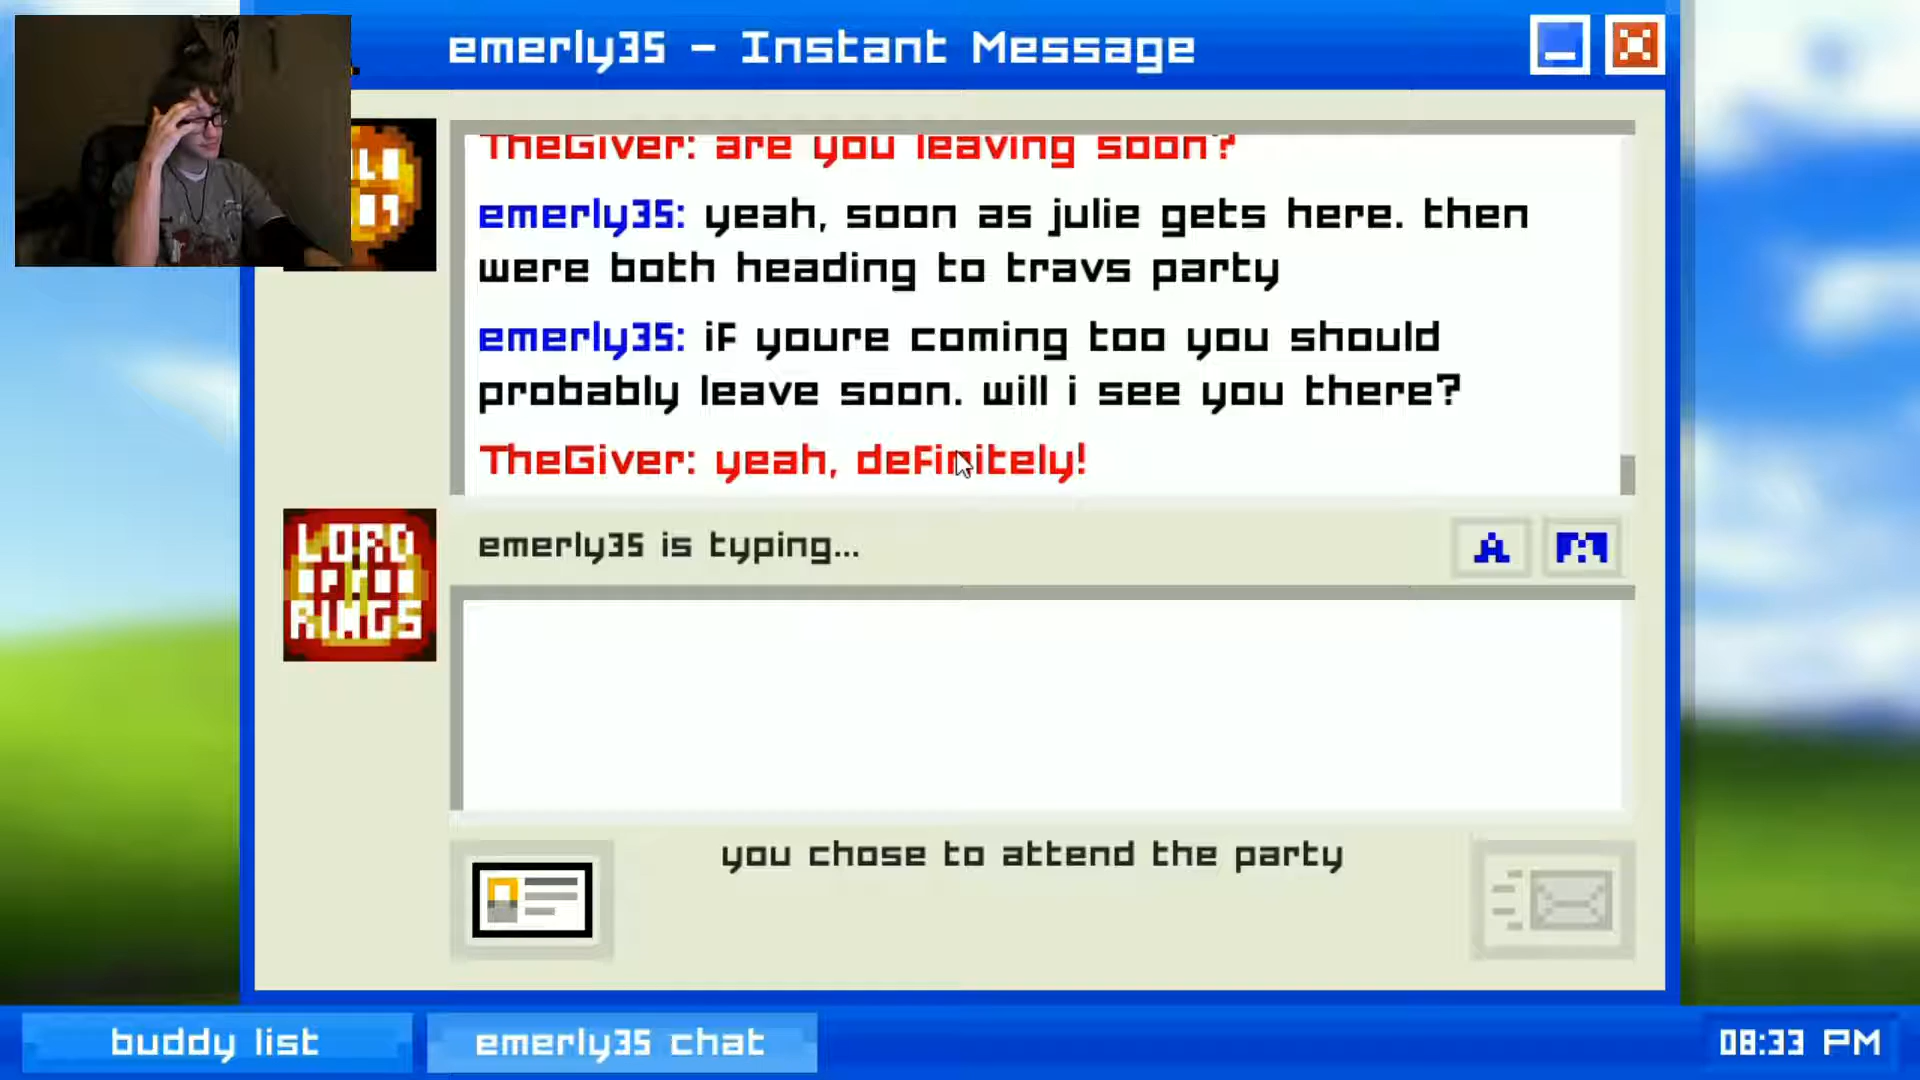 emerly35 - Instant Message
TheGiver: are you leaving soon?
emerly35: yeah, soon as julie gets here. then
were both heading to travs party
emerly35: if youre coming too you should
probably leave soon. will i see you there?
TheGiver: yeah, definitely!
LORD
OF THE
RINGS
emerly35 is typing...
A
you chose to attend the party
buddy list
emerly35 chat
08:33 PM